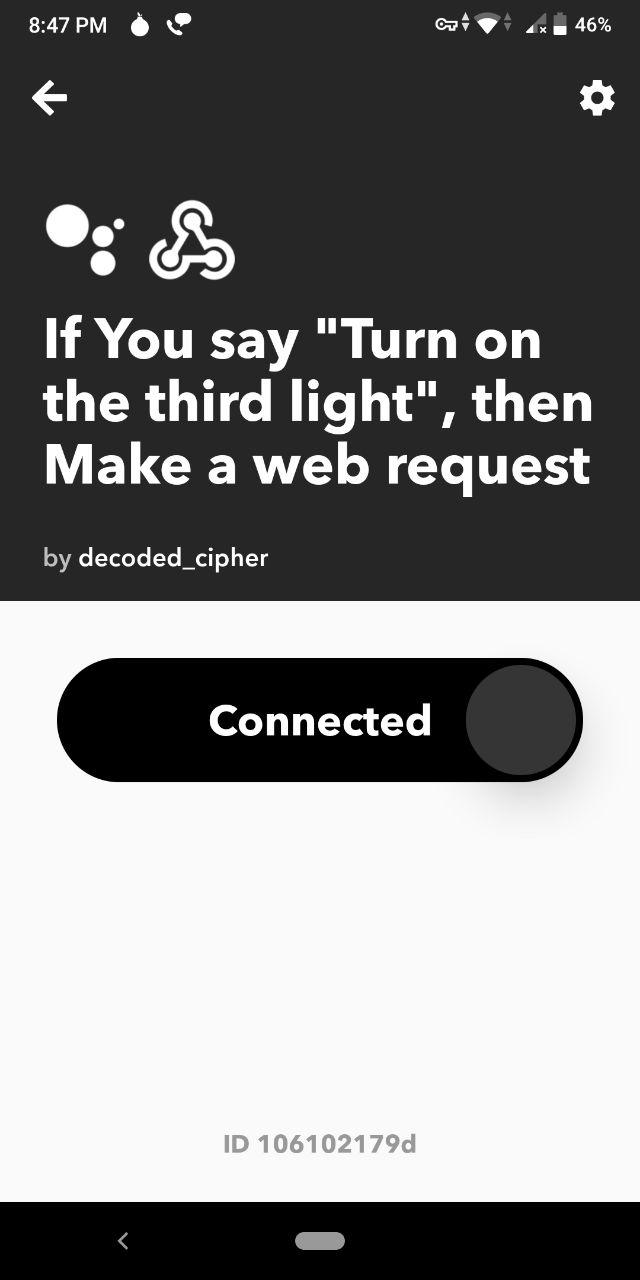 8:47 PM 46%
If You say "Turn on
the third light", then
Make a web request
by decoded_cipher
Connected
ID 106102179d